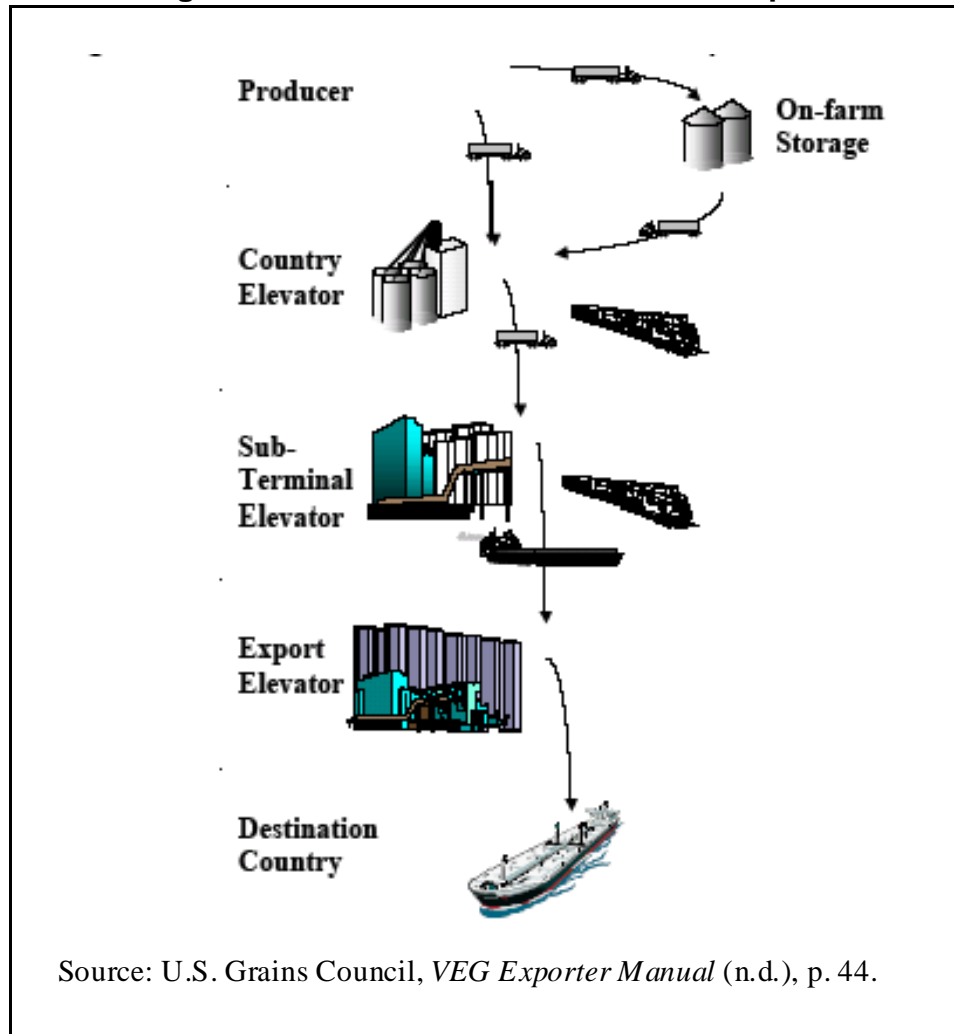 Producer
On-farm
Storage
Country
Elevator
Sub-
Terminal
Elevator
Export
Elevator
Destination
Country
Source: U.S. Grains Council, VEG Exporter Manual (n.d.), p. 44.